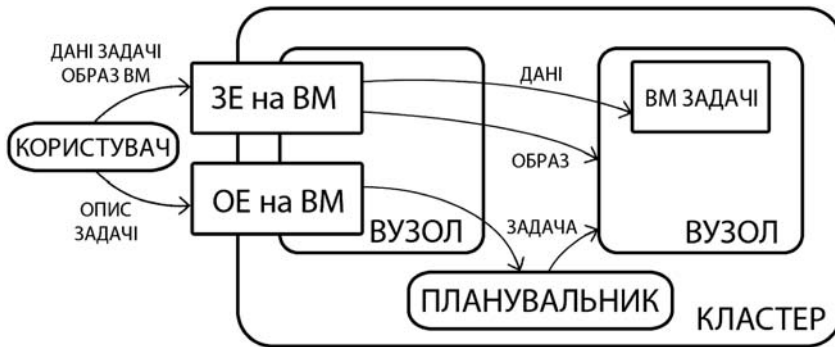 ДАНІ ЗАДАЧІ
ОБРАЗ ВМ
ЗЕ на ВМ
ДАНІ
ВМ ЗАДАЧІ
КОРИСТУВАЧ
ОБРАЗ
ОПИС
ЗАДАЧІ
ОЕ на ВМ
ВУЗОЛ
ЗАДАЧА
ВУЗОЛ
ПЛАНУВАЛЬНИК
КЛАСТЕР